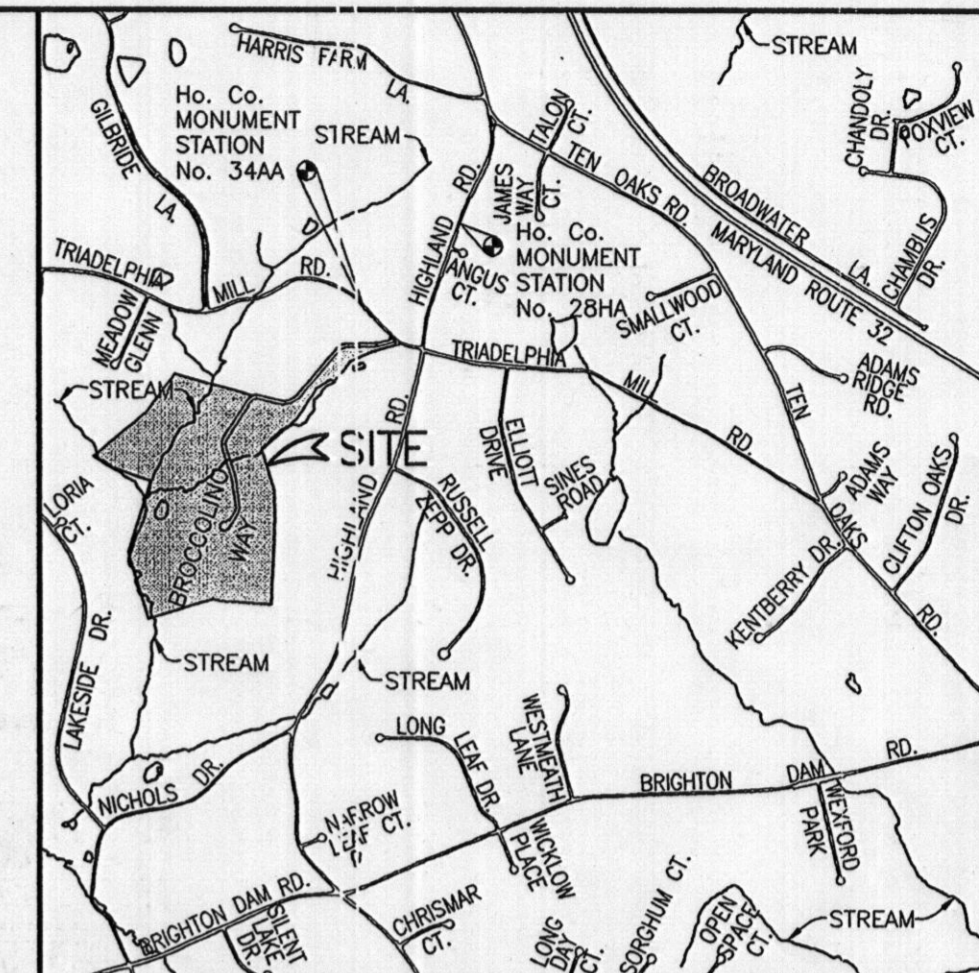 HARRIS FARM
LA.
STREAM
Ho. Co.
MONUMENT
STATION
No. 34AA
STREAM
GILBRIDE
LA.
TALON
CT.
TEN OAKS RD.
CHANDOLY
DR.
FOXVIEW
CT.
BROADWATER
LA.
MARYLAND ROUTE 32
CHAMBLIS
DR.
JAMES
WAY
CT.
HIGHLAND RD.
Ho. Co.
MONUMENT
STATION
No. 28HA
ANGUS
CT.
TRIADELPHIA
MILL RD.
MEADOW
GLENN
SMALLWOOD
CT.
TRIADELPHIA
MILL
RD.
ADAMS
RIDGE
RD.
STREAM
SITE
HIGHLAND
RD.
ELLIOTT
DRIVE
SINES
ROAD
TEN
OAKS
RD.
ADAMS
WAY
CLIFTON OAKS
DR.
LORIA
CT.
BROCCOLINO
WAY
RUSSELL
ZEPP DR.
KENTBERRY DR.
LAKESIDE DR.
STREAM
STREAM
LONG
LEAF DR.
WESTMEATH
LANE
BRIGHTON DAM RD.
NICHOLS DR.
NARROW
LEAF CT.
WICKLOW
PLACE
WEXFORD
PARK
BRIGHTON DAM RD.
SILENT
LAKE
DR.
CHRISMAR
CT.
LONG
DAY
CT.
SORGHUM CT.
OPEN
SPACE
CT.
STREAM